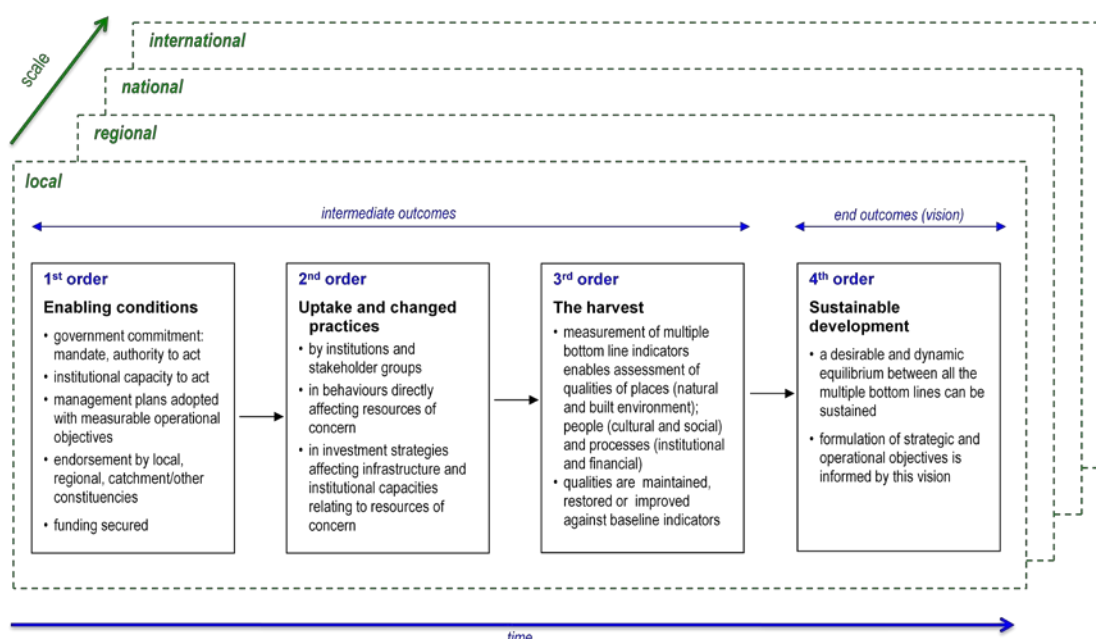 scale
international
national
regional
local
intermediate outcomes
end outcomes (vision)
1st order
Enabling conditions
• government commitment:
mandate, authority to act
• institutional capacity to act
• management plans adopted
with measurable operational
objectives
• endorsement by local,
regional, catchment/other
constituencies
• funding secured
2nd order
Uptake and changed
practices
• by institutions and
stakeholder groups
• in behaviours directly
affecting resources of
concern
• in investment strategies
affecting infrastructure and
institutional capacities
relating to resources of
concern
3rd order
The harvest
• measurement of multiple
bottom line indicators
enables assessment of
qualities of places (natural
and built environment);
people (cultural and social)
and processes (institutional
and financial)
• qualities are maintained,
restored or improved
against baseline indicators
4th order
Sustainable
development
• a desirable and dynamic
equilibrium between all the
multiple bottom lines can be
sustained
• formulation of strategic and
operational objectives is
informed by this vision
time